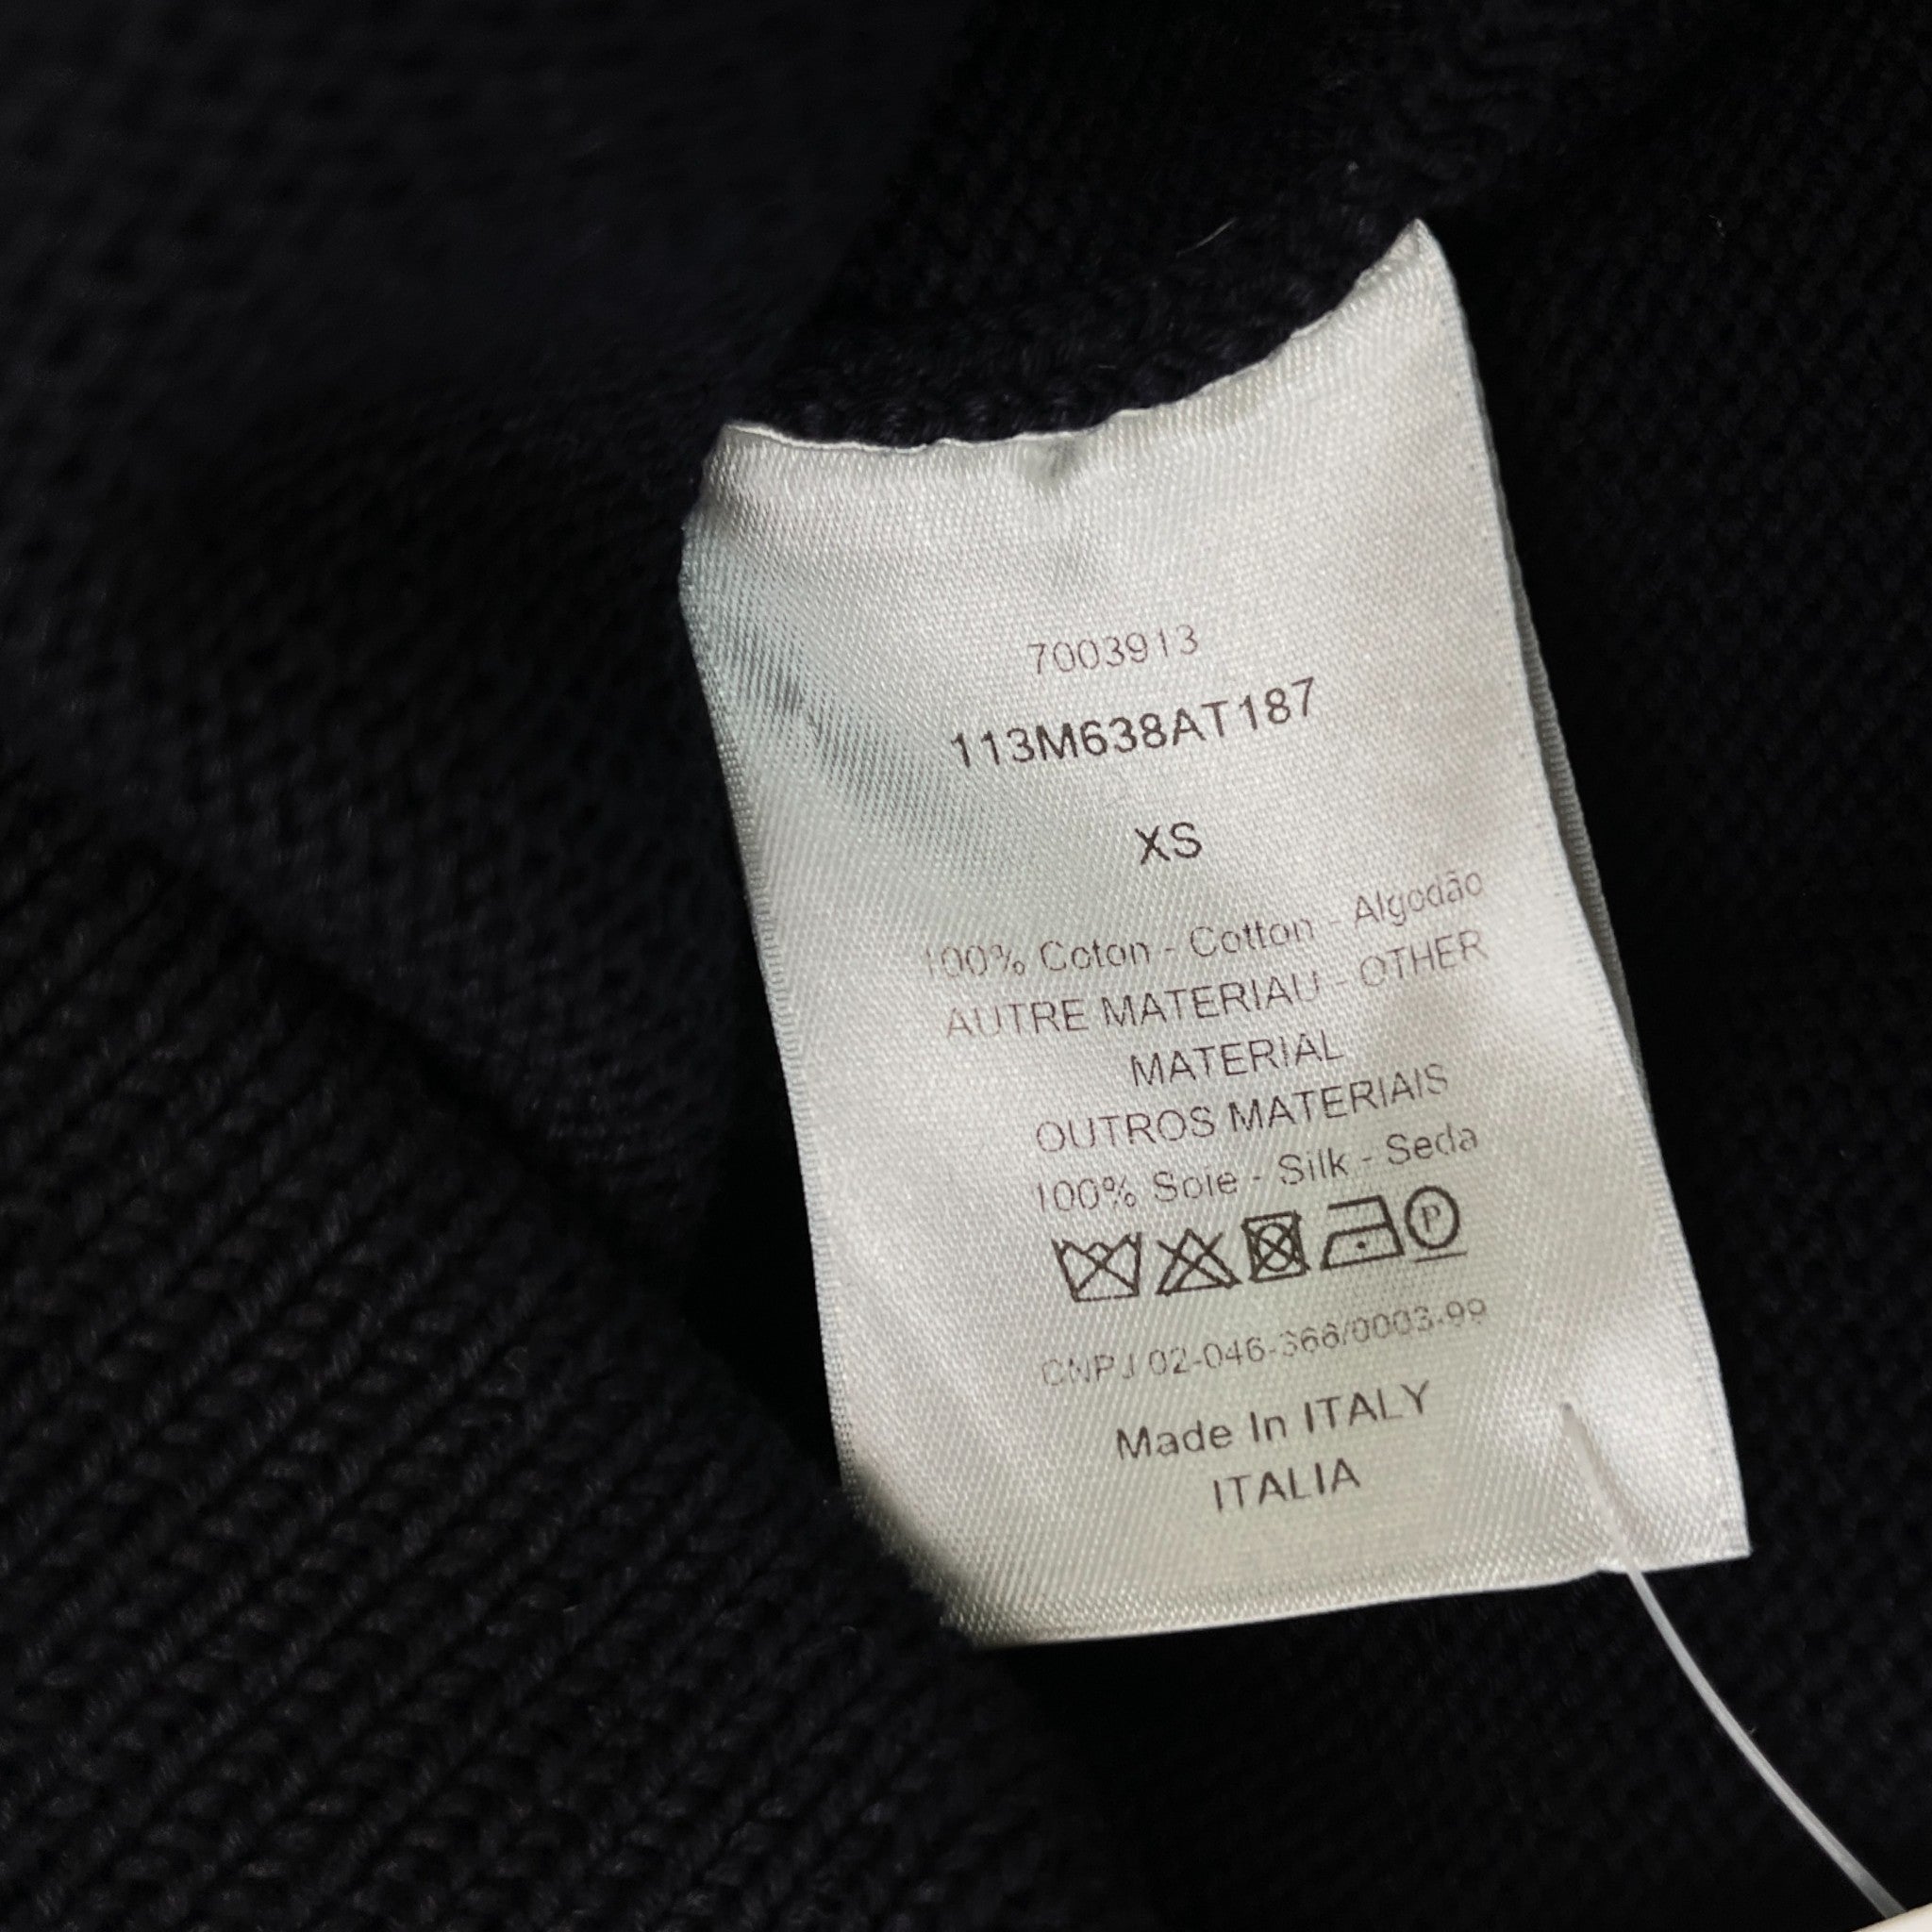 7003913
113M638AT187
XS
100% Coton - Cotton - Algodão
AUTRE MATERIAU - OTHER
MATERIAL
OUTROS MATERIAIS
100% Soie - Silk - Seda
P
CNPJ 02-046-366/0003-99
Made In ITALY
ITALIA